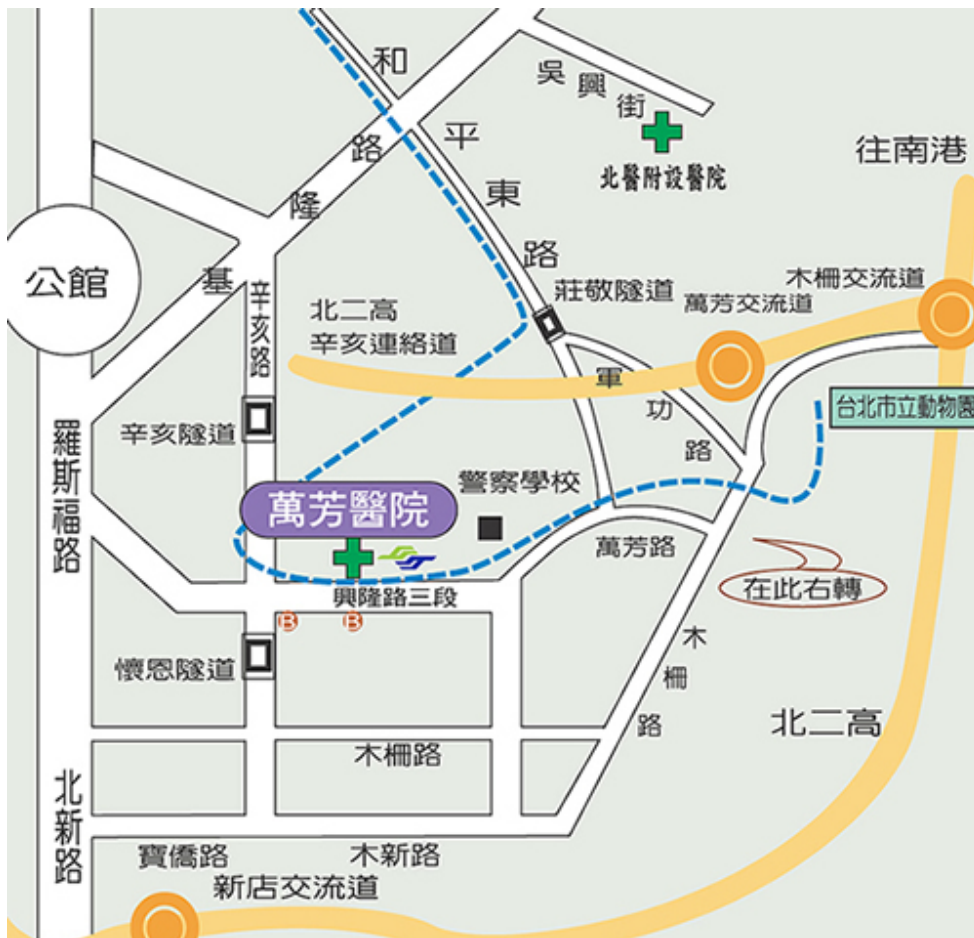 和平東路
吳興街
北醫附設醫院
往南港
基隆路
公館
辛亥路
莊敬隧道
木柵交流道
萬芳交流道
北二高
辛亥連絡道
軍功路
台北市立動物園
羅斯福路
辛亥隧道
警察學校
萬芳醫院
萬芳路
在此右轉
興隆路三段
B
B
懷恩隧道
木柵路
木柵路
北二高
北新路
寶僑路
木新路
新店交流道